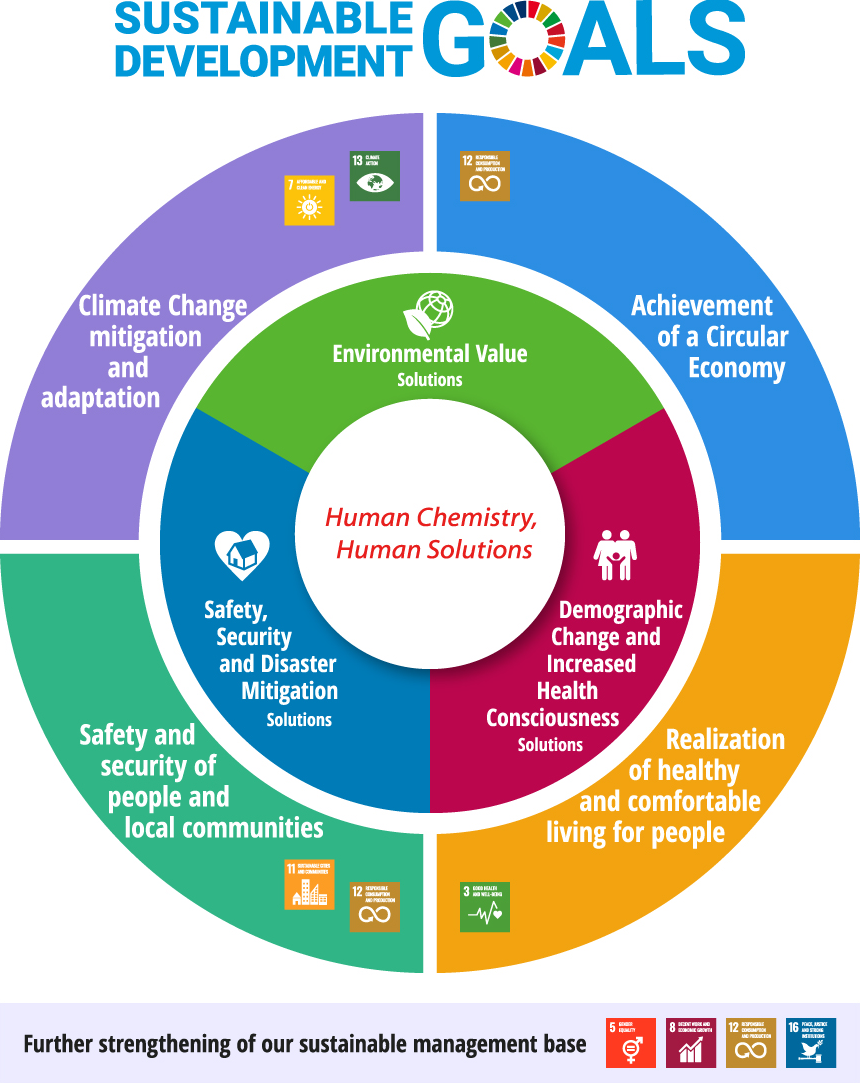 SUSTAINABLE
DEVELOPMENT
GOALS
13 CLIMATE
ACTION
7 AFFORDABLE AND
CLEAN ENERGY
12 RESPONSIBLE
CONSUMPTION
AND PRODUCTION
Climate Change
mitigation
and
adaptation
Achievement
of a Circular
Economy
Environmental Value
Solutions
Human Chemistry,
Human Solutions
Safety,
Security
and Disaster
Mitigation
Solutions
Demographic
Change and
Increased
Health
Consciousness
Solutions
Safety and
security of
people and
local communities
Realization
of healthy
and comfortable
living for people
11 SUSTAINABLE CITIES
AND COMMUNITIES
12 RESPONSIBLE
CONSUMPTION
AND PRODUCTION
3 GOOD HEALTH
AND WELL-BEING
Further strengthening of our sustainable management base
5 GENDER
EQUALITY
8 DECENT WORK AND
ECONOMIC GROWTH
12 RESPONSIBLE
CONSUMPTION
AND PRODUCTION
16 PEACE, JUSTICE
AND STRONG
INSTITUTIONS